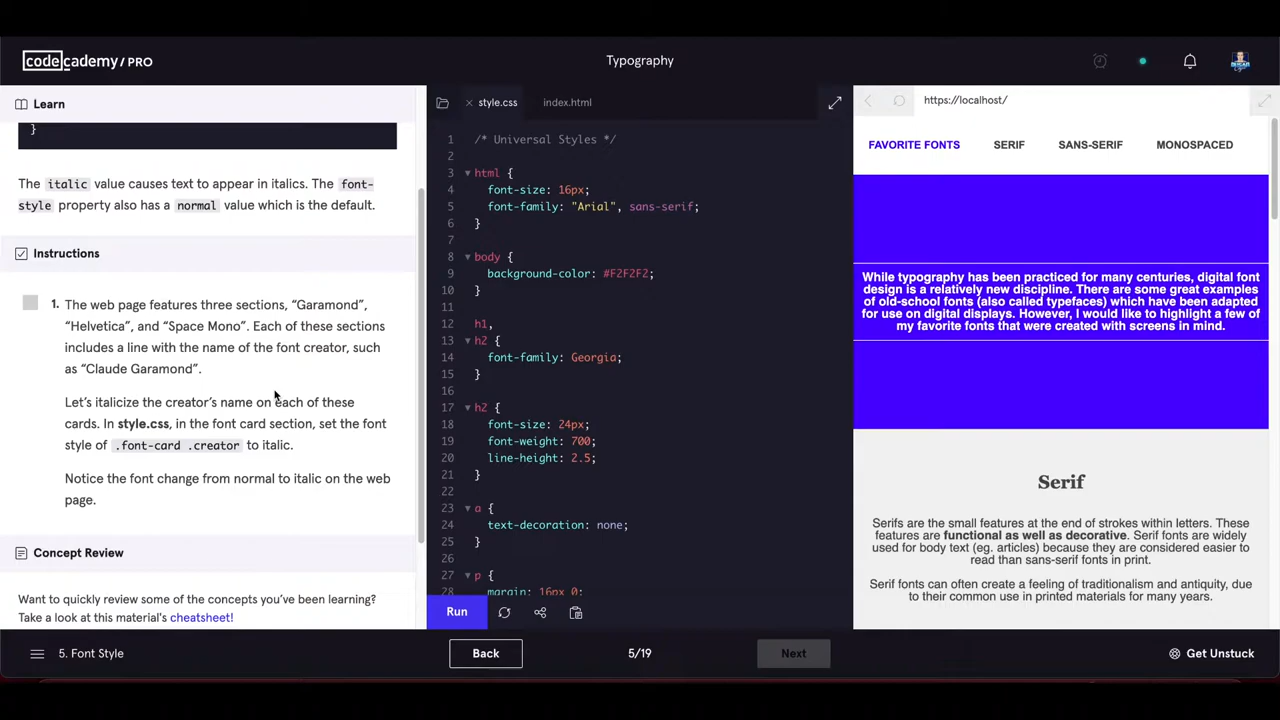 codecademy / PRO
Typography
Learn
}
The italic value causes text to appear in italics. The font-
style property also has a normal value which is the default.
Instructions
1. The web page features three sections, “Garamond”,
“Helvetica”, and “Space Mono”. Each of these sections
includes a line with the name of the font creator, such
as “Claude Garamond”.
Let’s italicize the creator’s name on each of these
cards. In style.css, in the font card section, set the font
style of .font-card .creator to italic.
Notice the font change from normal to italic on the web
page.
Concept Review
Want to quickly review some of the concepts you’ve been learning?
Take a look at this material's cheatsheet!
style.css
index.html
1 /* Universal Styles */
2
3 html {
4 font-size: 16px;
5 font-family: "Arial", sans-serif;
6 }
7
8 body {
9 background-color: #F2F2F2;
10 }
11
12 h1,
13 h2 {
14 font-family: Georgia;
15 }
16
17 h2 {
18 font-size: 24px;
19 font-weight: 700;
20 line-height: 2.5;
21 }
22
23 a {
24 text-decoration: none;
25 }
26
27 p {
28 margin: 16px 0;
Run
https://localhost/
FAVORITE FONTS SERIF SANS-SERIF MONOSPACED
While typography has been practiced for many centuries, digital font
design is a relatively new discipline. There are some great examples
of old-school fonts (also called typefaces) which have been adapted
for use on digital displays. However, I would like to highlight a few of
my favorite fonts that were created with screens in mind.
Serif
Serifs are the small features at the end of strokes within letters. These
features are functional as well as decorative. Serif fonts are widely
used for body text (eg. articles) because they are considered easier to
read than sans-serif fonts in print.
Serif fonts can often create a feeling of traditionalism and antiquity, due
to their common use in printed materials for many years.
5. Font Style
Back
5/19
Next
Get Unstuck